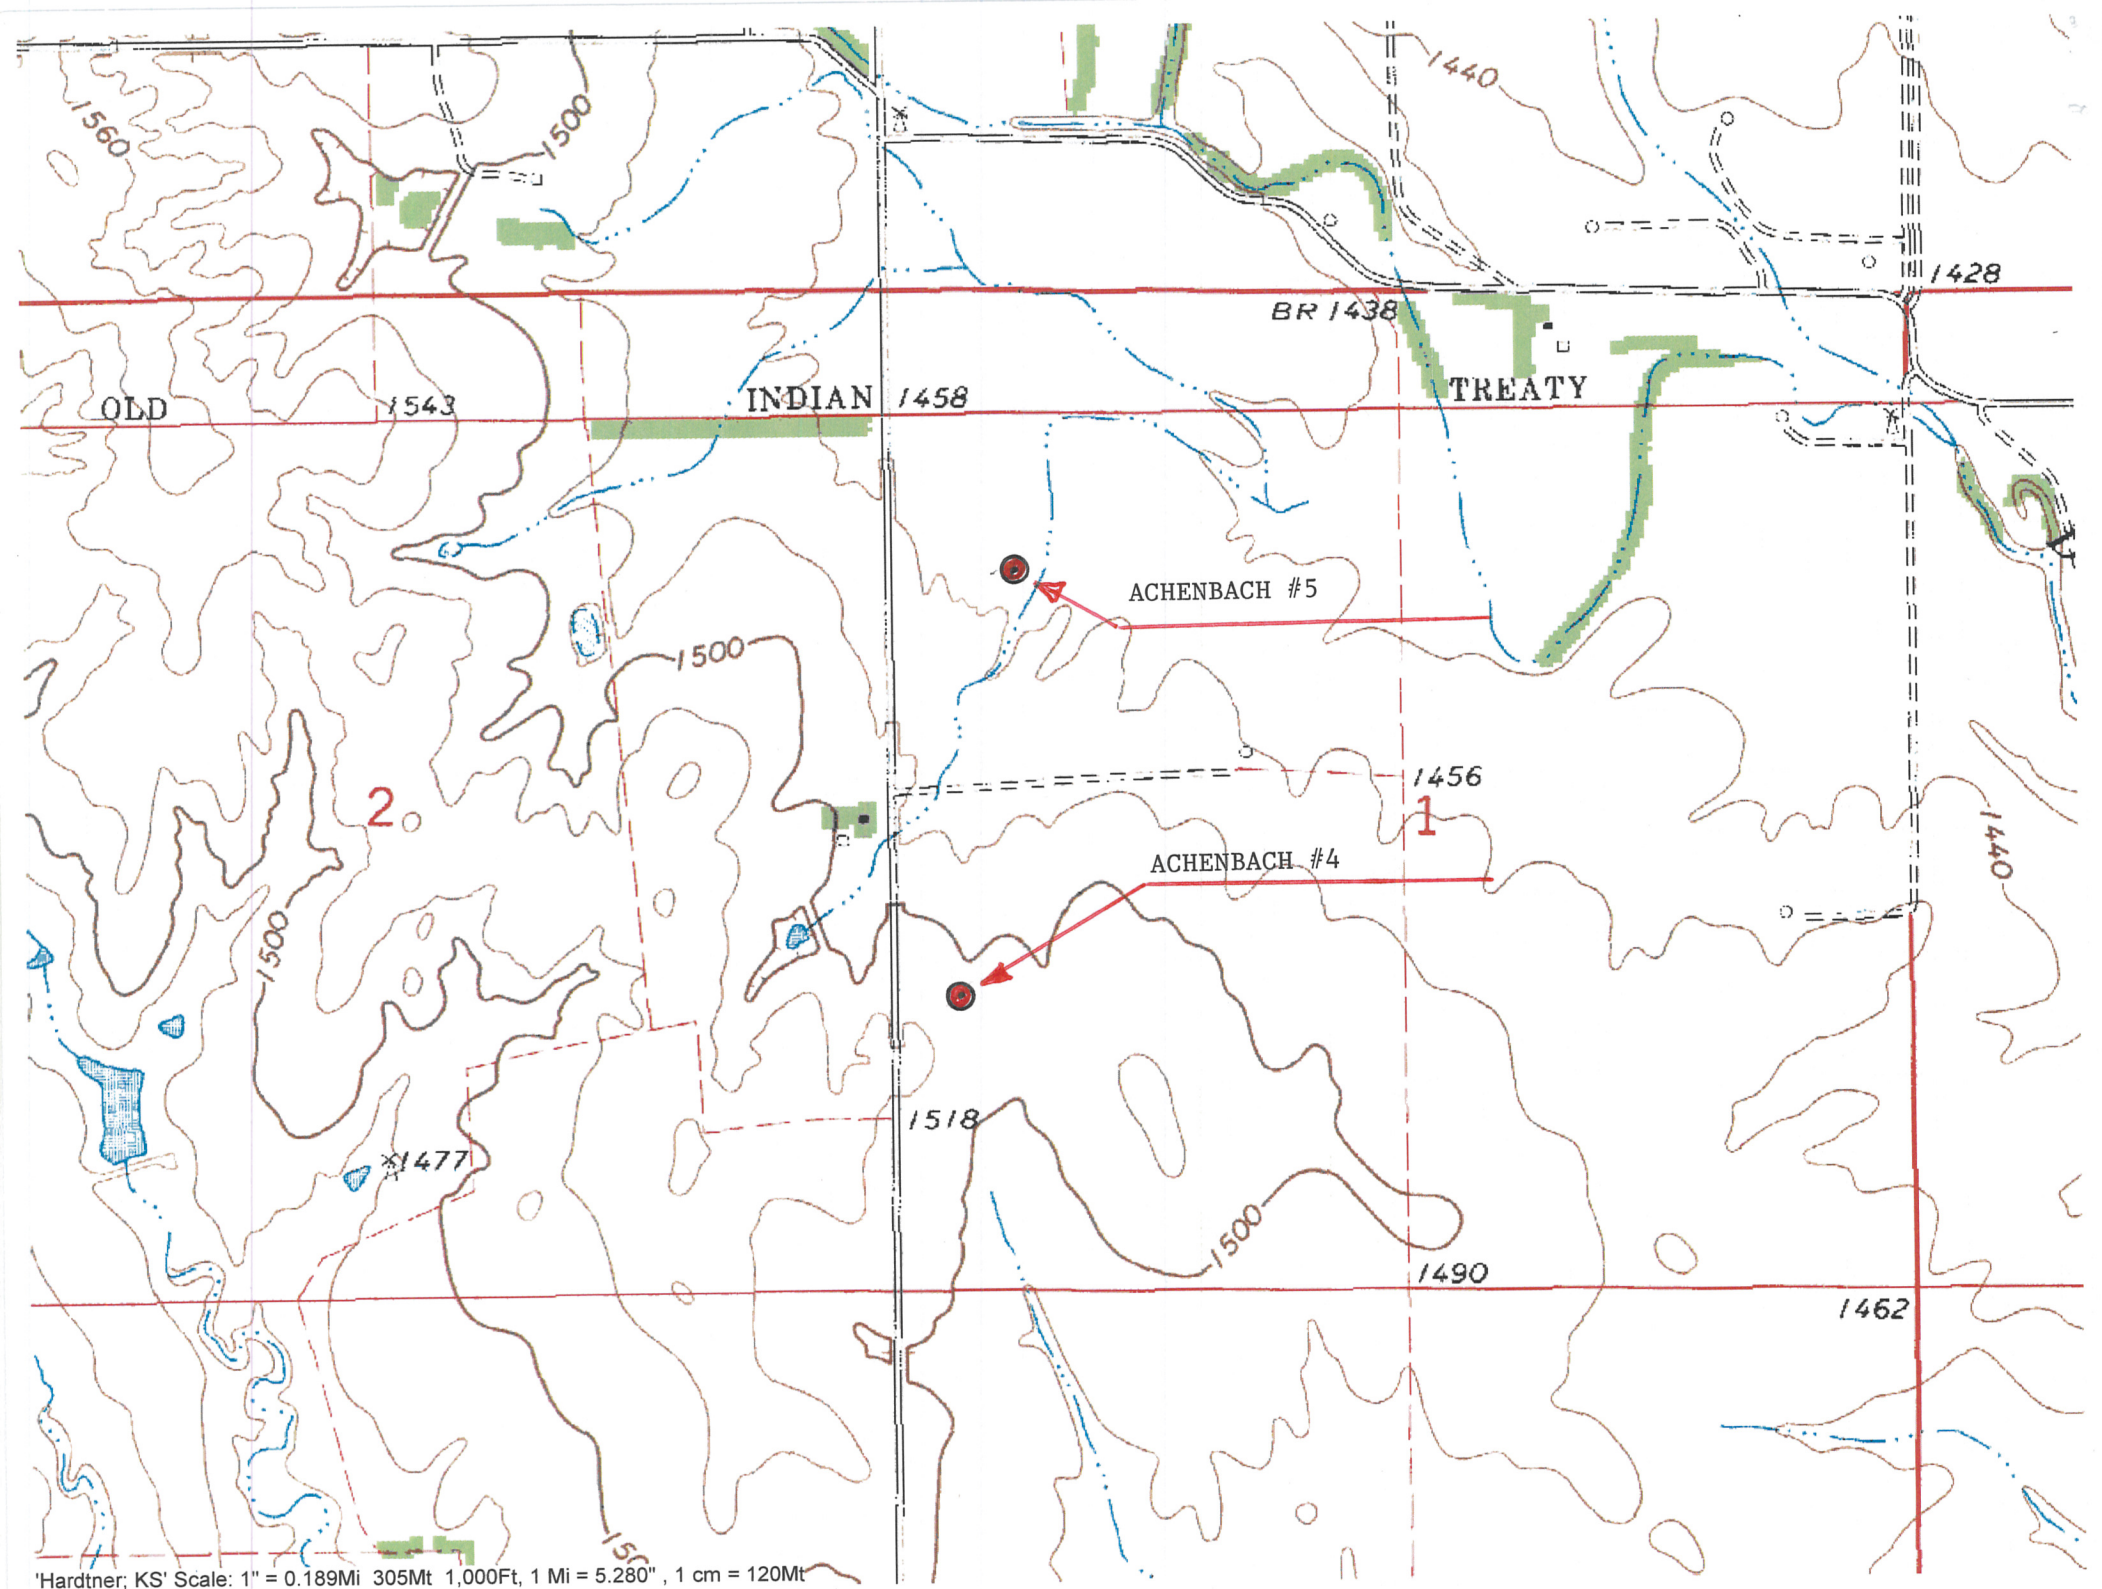 1440
1560
1500
1428
BR 1438
OLD
1543
INDIAN
1458
TREATY
ACHENBACH #5
1500
1456
2
1
1440
ACHENBACH #4
1500
1518
1477
1500
1490
1462
'Hardtner; KS' Scale: 1" = 0.189Mi 305Mt 1,000Ft, 1 Mi = 5.280" , 1 cm = 120Mt